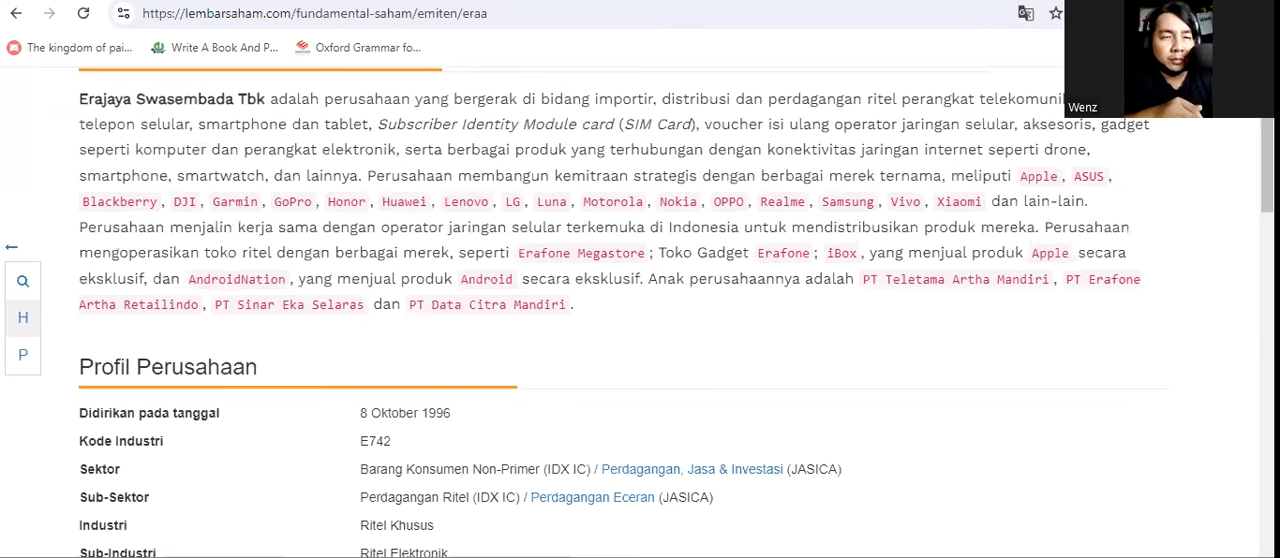 https://lembarsaham.com/fundamental-saham/emiten/eraa
The kingdom of pai...
Write A Book And P...
Oxford Grammar fo...
Wenz
Erajaya Swasembada Tbk adalah perusahaan yang bergerak di bidang importir, distribusi dan perdagangan ritel perangkat
telepon selular, smartphone dan tablet, Subscriber Identity Module card (SIM Card), voucher isi ulang operator jaringan selular, aksesoris, gadget
seperti komputer dan perangkat elektronik, serta berbagai produk yang terhubungan dengan konektivitas jaringan internet seperti drone,
smartphone, smartwatch, dan lainnya. Perusahaan membangun kemitraan strategis dengan berbagai merek ternama, meliputi Apple, ASUS,
Blackberry, DJI, Garmin, GoPro, Honor, Huawei, Lenovo, LG, Luna, Motorola, Nokia, OPPO, Realme, Samsung, Vivo, Xiaomi dan lain-lain.
Perusahaan menjalin kerja sama dengan operator jaringan selular terkemuka di Indonesia untuk mendistribusikan produk mereka. Perusahaan
mengoperasikan toko ritel dengan berbagai merek, seperti Erafone Megastore; Toko Gadget Erafone; iBox, yang menjual produk Apple secara
eksklusif, dan AndroidNation, yang menjual produk Android secara eksklusif. Anak perusahaannya adalah PT Teletama Artha Mandiri, PT Erafone
Artha Retailindo, PT Sinar Eka Selaras dan PT Data Citra Mandiri.
H
P
Profil Perusahaan
Didirikan pada tanggal 8 Oktober 1996
Kode Industri E742
Sektor Barang Konsumen Non-Primer (IDX IC) / Perdagangan, Jasa & Investasi (JASICA)
Sub-Sektor Perdagangan Ritel (IDX IC) / Perdagangan Eceran (JASICA)
Industri Ritel Khusus
Sub-Industri Ritel Elektronik